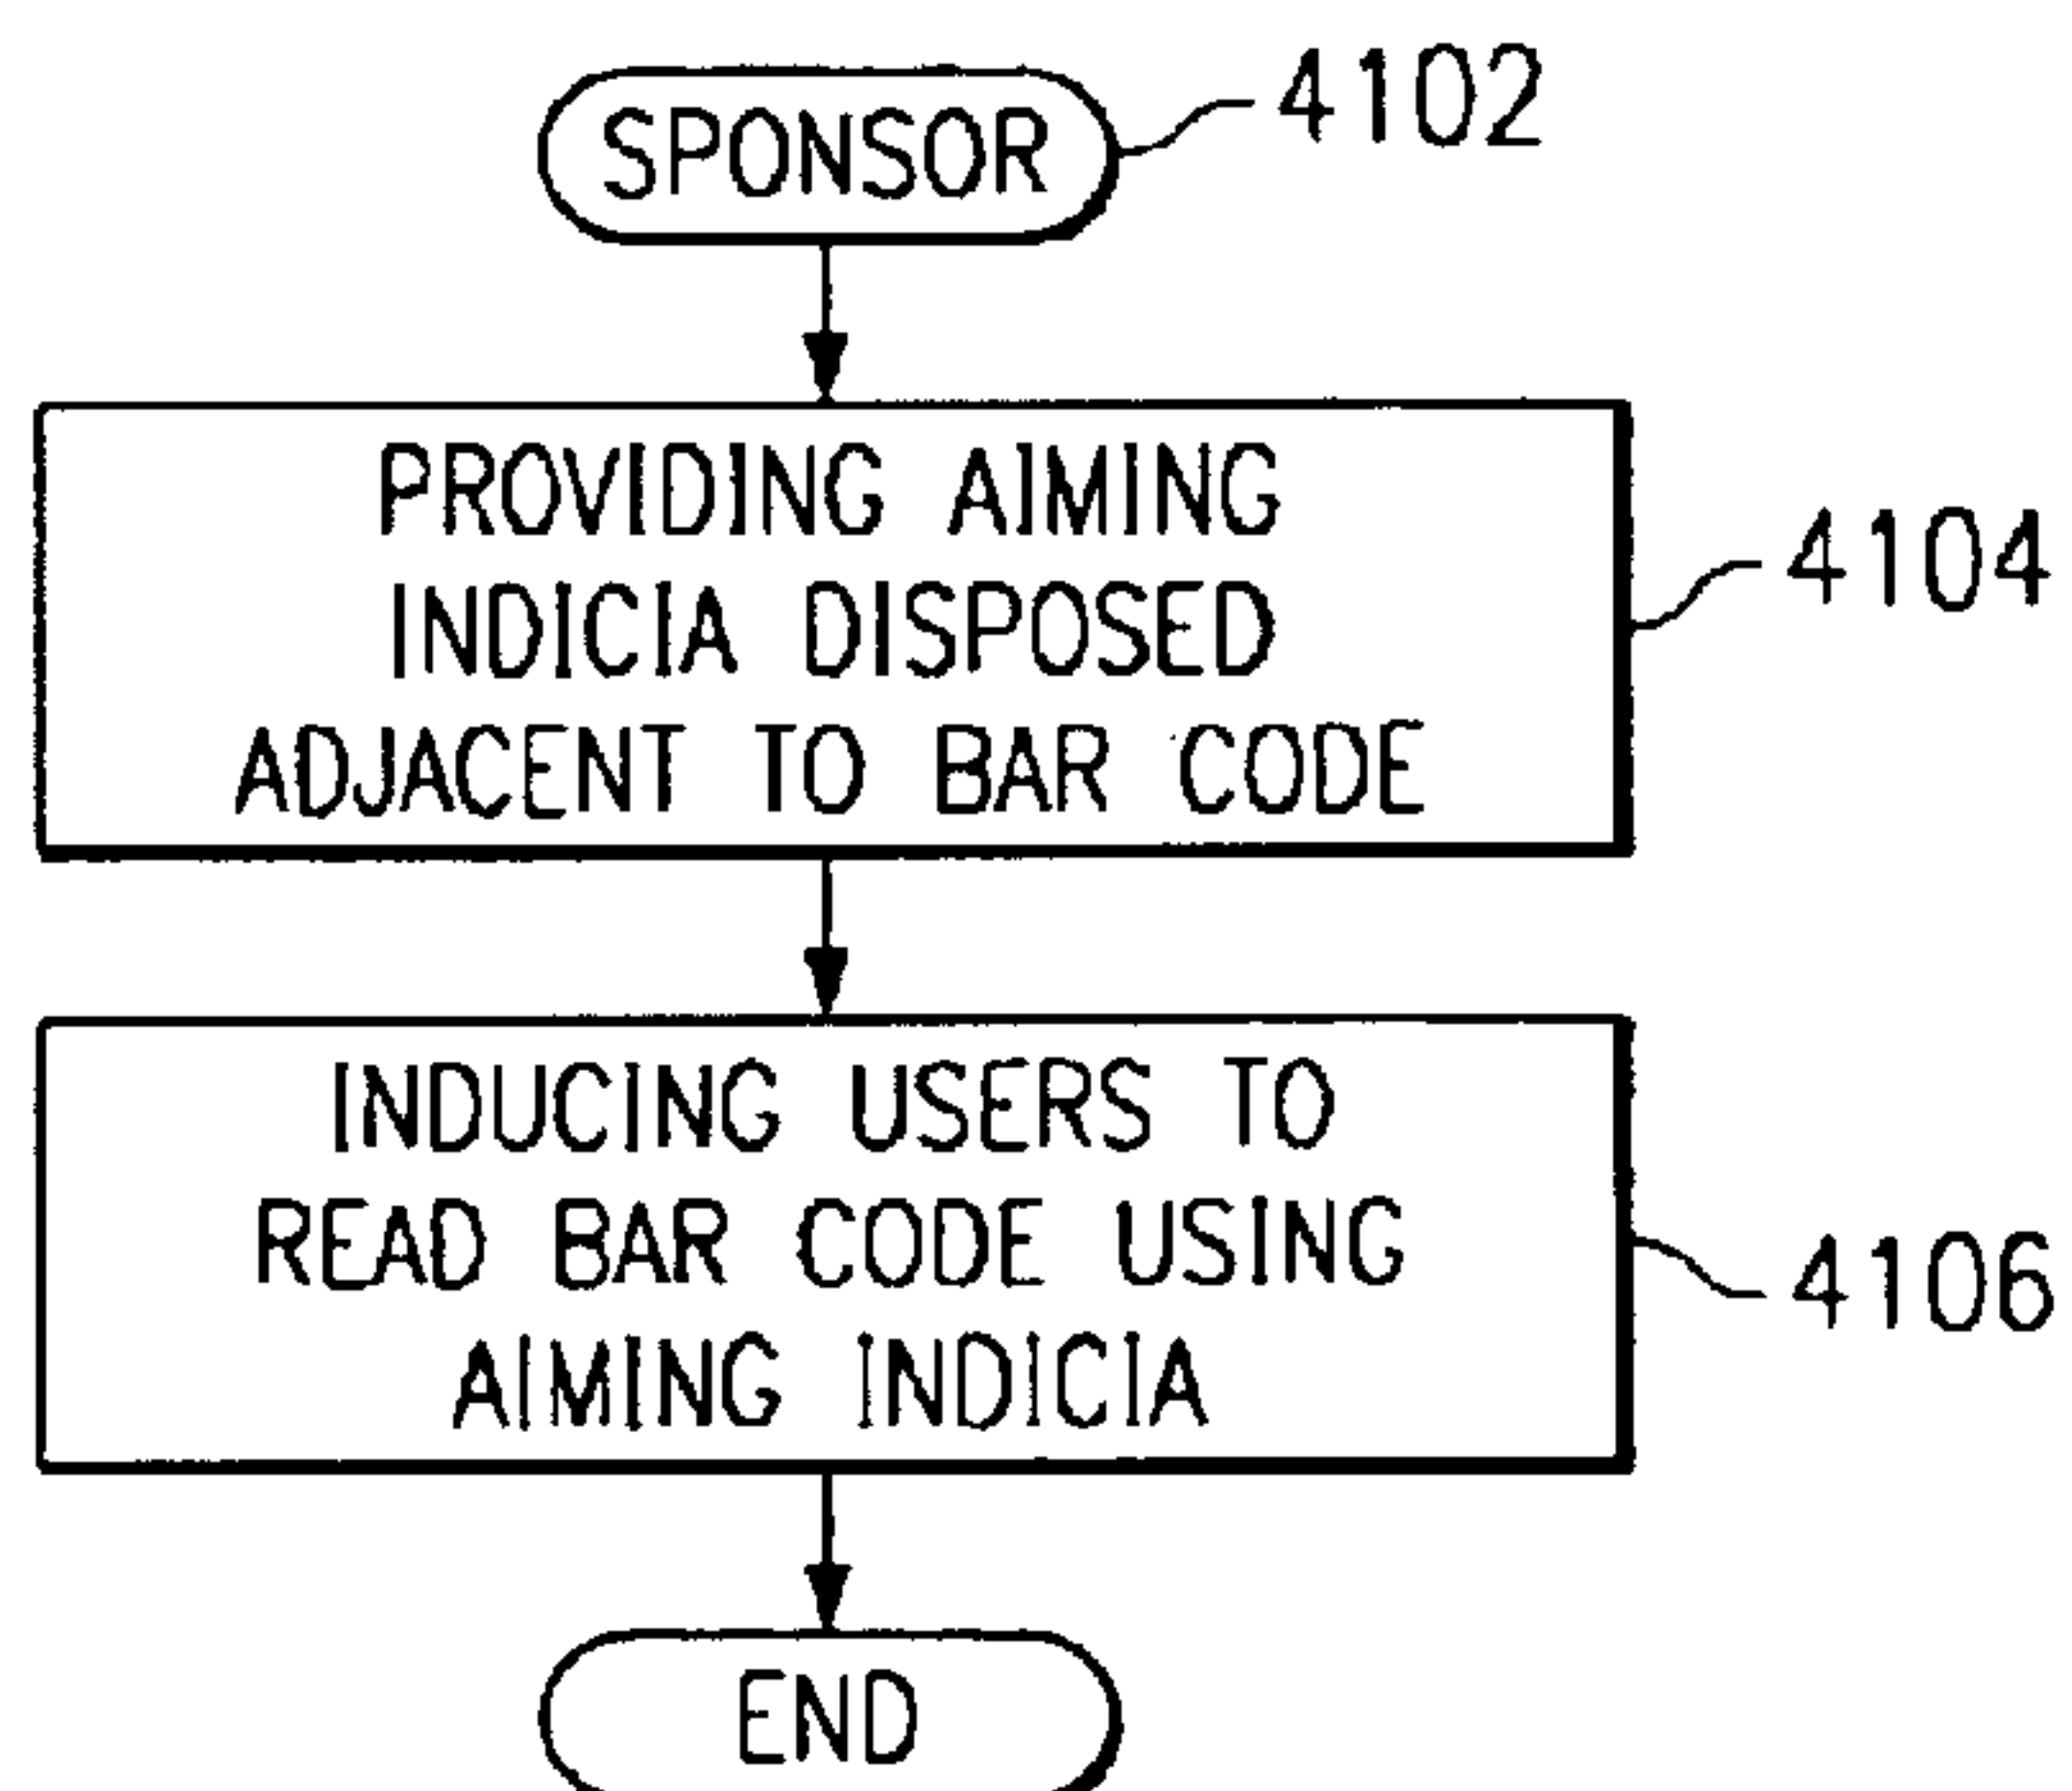 SPONSOR
4102
PROVIDING AIMING
INDICIA DISPOSED
ADJACENT TO BAR CODE
4104
INDUCING USERS TO
READ BAR CODE USING
AIMING INDICIA
4106
END